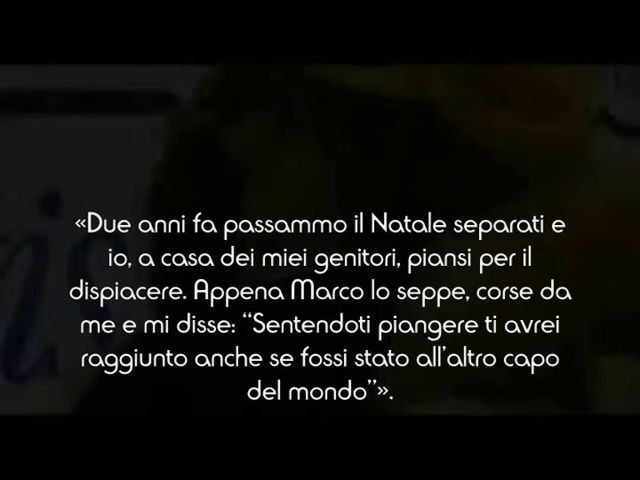 «Due anni fa passammo il Natale separati e
io, a casa dei miei genitori, piansi per il
dispiacere. Appena Marco lo seppe, corse da
me e mi disse: “Sentendoti piangere ti avrei
raggiunto anche se fossi stato all'altro capo
del mondo”».